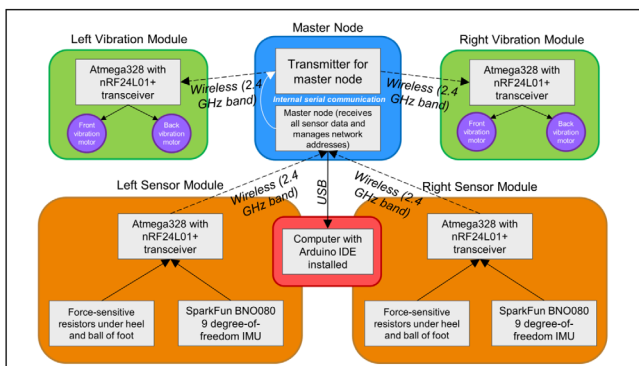 Left Vibration Module
Master Node
Right Vibration Module
Atmega328 with
nRF24L01+
transceiver
Front
vibration
motor
Back
vibration
motor
Wireless (2.4
GHz band)
Transmitter for
master node
Internal serial communication
Master node (receives
all sensor data and
manages network
addresses)
Wireless (2.4
GHz band)
Atmega328 with
nRF24L01+
transceiver
Front
vibration
motor
Back
vibration
motor
Left Sensor Module
Wireless (2.4
GHz band)
USB
Wireless (2.4
GHz band)
Right Sensor Module
Atmega328 with
nRF24L01+
transceiver
Computer with
Arduino IDE
installed
Atmega328 with
nRF24L01+
transceiver
Force-sensitive
resistors under heel
and ball of foot
SparkFun BNO080
9 degree-of-
freedom IMU
Force-sensitive
resistors under heel
and ball of foot
SparkFun BNO080
9 degree-of-
freedom IMU